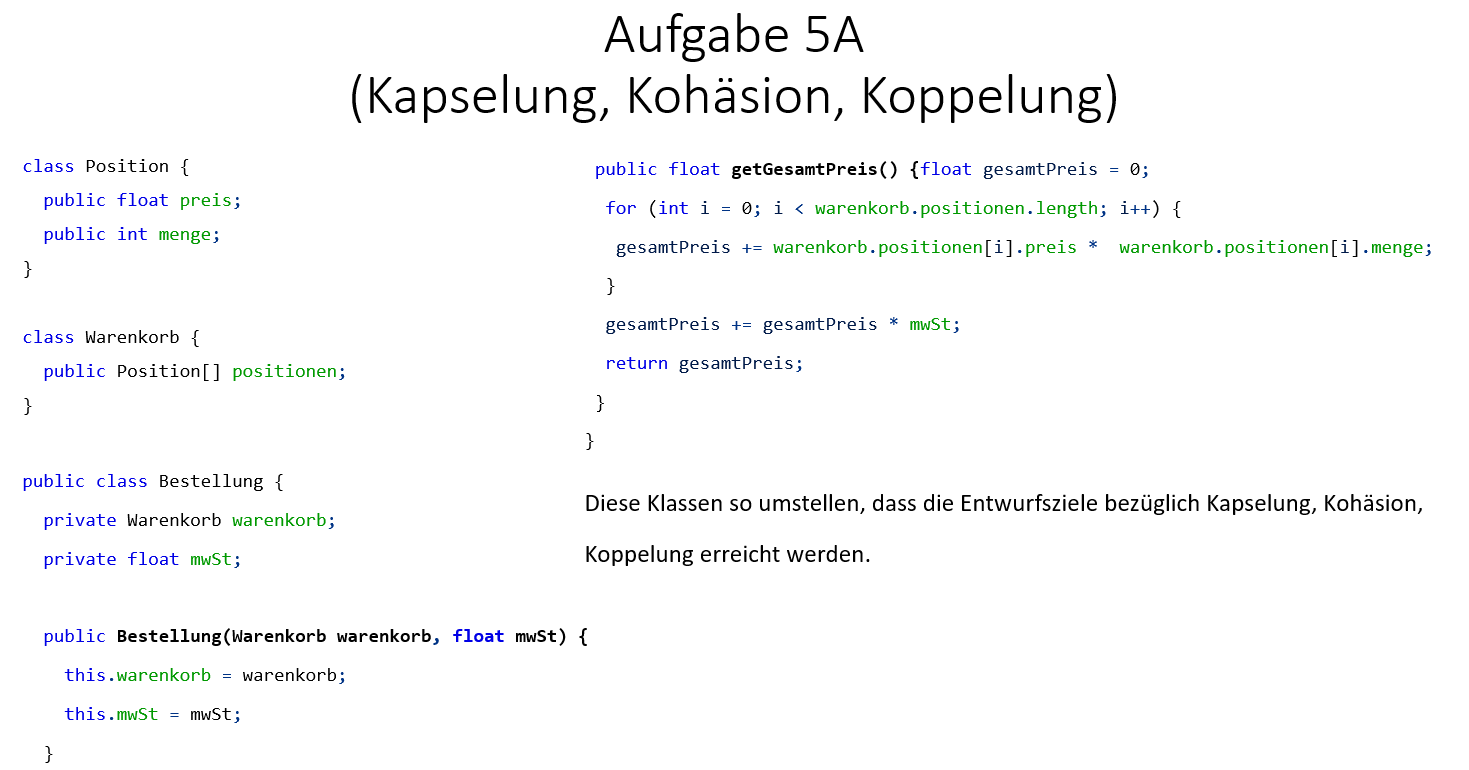 Aufgabe 5A
(Kapselung, Kohäsion, Koppelung)
class Position {
public float preis;
public int menge;
}
class Warenkorb {
public Position[] positionen;
}
public class Bestellung {
private Warenkorb warenkorb;
private float mwSt;
public Bestellung(Warenkorb warenkorb, float mwSt) {
this.warenkorb = warenkorb;
this.mwSt = mwSt;
}
public float getGesamtPreis() {float gesamtPreis = 0;
for (int i = 0; i < warenkorb.positionen.length; i++) {
gesamtPreis += warenkorb.positionen[i].preis * warenkorb.positionen[i].menge;
}
gesamtPreis += gesamtPreis * mwSt;
return gesamtPreis;
}
}
Diese Klassen so umstellen, dass die Entwurfsziele bezüglich Kapselung, Kohäsion,
Koppelung erreicht werden.